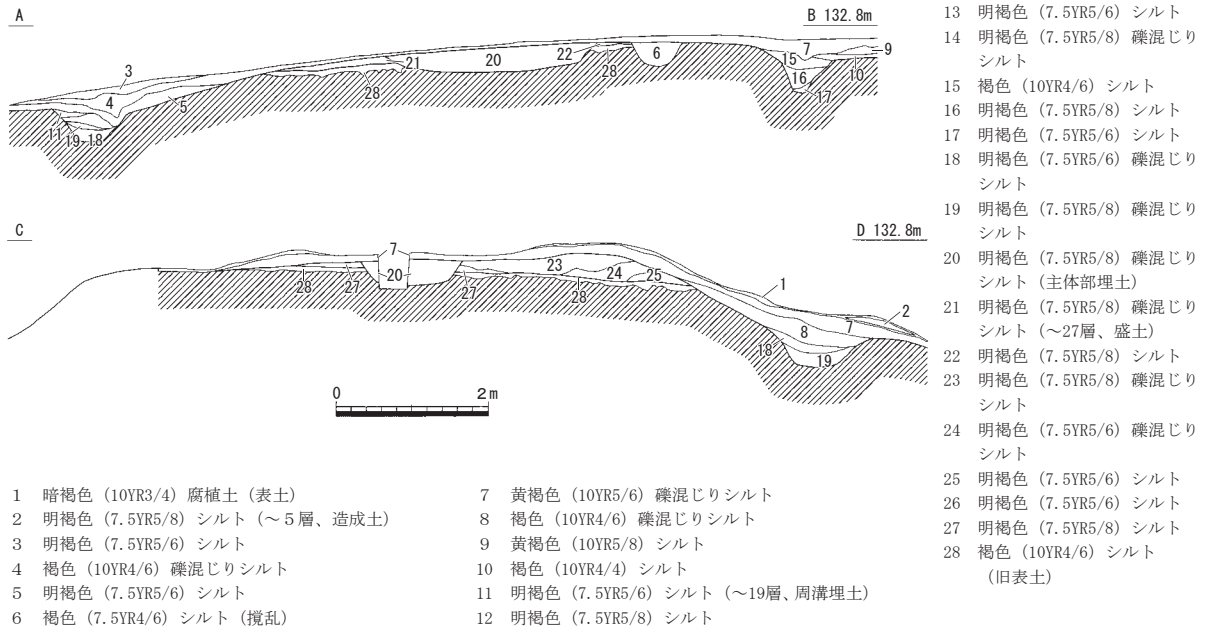 A
B 132.8m
3
4
5
11
19
18
21
20
28
22
28
6
7
15
16
17
9
10
C
D 132.8m
7
20
28
27
27
23
24
25
28
1
2
7
8
18
19
0
2m
1 暗褐色（10YR3/4）腐植土（表土）
2 明褐色（7.5YR5/8）シルト（～５層、造成土）
3 明褐色（7.5YR5/6）シルト
4 褐色（10YR4/6）礫混じりシルト
5 明褐色（7.5YR5/6）シルト
6 褐色（7.5YR4/6）シルト（撹乱）
7 黄褐色（10YR5/6）礫混じりシルト
8 褐色（10YR4/6）礫混じりシルト
9 黄褐色（10YR5/8）シルト
10 褐色（10YR4/4）シルト
11 明褐色（7.5YR5/6）シルト（～19層、周溝埋土）
12 明褐色（7.5YR5/8）シルト
13 明褐色（7.5YR5/6）シルト
14 明褐色（7.5YR5/8）礫混じり
シルト
15 褐色（10YR4/6）シルト
16 明褐色（7.5YR5/8）シルト
17 明褐色（7.5YR5/6）シルト
18 明褐色（7.5YR5/6）礫混じり
シルト
19 明褐色（7.5YR5/8）礫混じり
シルト
20 明褐色（7.5YR5/8）礫混じり
シルト（主体部埋土）
21 明褐色（7.5YR5/8）礫混じり
シルト（～27層、盛土）
22 明褐色（7.5YR5/8）シルト
23 明褐色（7.5YR5/8）礫混じり
シルト
24 明褐色（7.5YR5/6）礫混じり
シルト
25 明褐色（7.5YR5/6）シルト
26 明褐色（7.5YR5/6）シルト
27 明褐色（7.5YR5/8）シルト
28 褐色（10YR4/6）シルト
（旧表土）